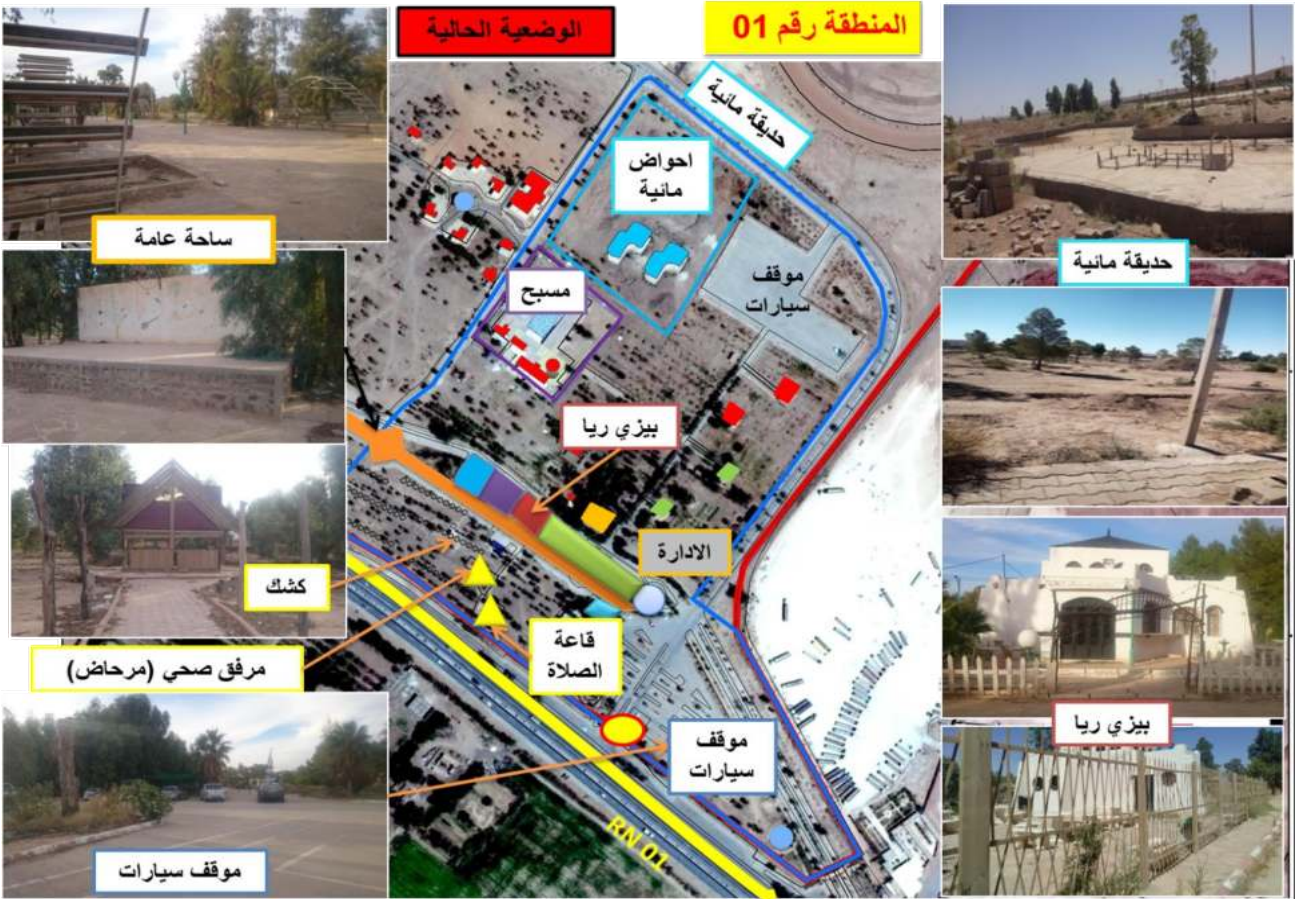 الوضعية الحالية
المنطقة رقم 01
حديقة مائية
احواض
مائية
ساحة عامة
موقف
سيارات
حديقة مائية
مسبح
بيزي ريا
الادارة
كشك
قاعة
الصلاة
مرفق صحي (مرحاض)
بيزي ريا
موقف
سيارات
RN 01
موقف سيارات